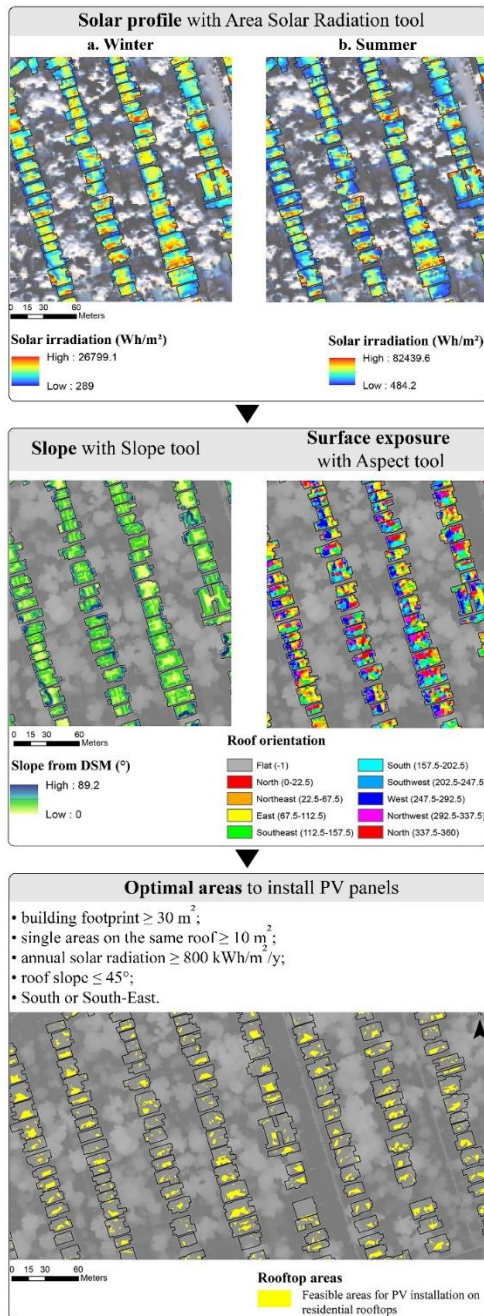 Solar profile with Area Solar Radiation tool
a. Winter
b. Summer
0 15 30 60
Meters
Solar irradiation (Wh/m²)
High : 26799.1
Low : 289
Solar irradiation (Wh/m²)
High : 82439.6
Low : 484.2
Slope with Slope tool
Surface exposure
with Aspect tool
0 15 30 60
Meters
Slope from DSM (°)
High : 89.2
Low : 0
Roof orientation
Flat (-1)
North (0-22.5)
Northeast (22.5-67.5)
East (67.5-112.5)
Southeast (112.5-157.5)
South (157.5-202.5)
Southwest (202.5-247.5)
West (247.5-292.5)
Northwest (292.5-337.5)
North (337.5-360)
Optimal areas to install PV panels
• building footprint ≥ 30 m²;
• single areas on the same roof ≥ 10 m²;
• annual solar radiation ≥ 800 kWh/m²/y;
• roof slope ≤ 45°;
• South or South-East.
0 15 30 60
Meters
Rooftop areas
Feasible areas for PV installation on
residential rooftops